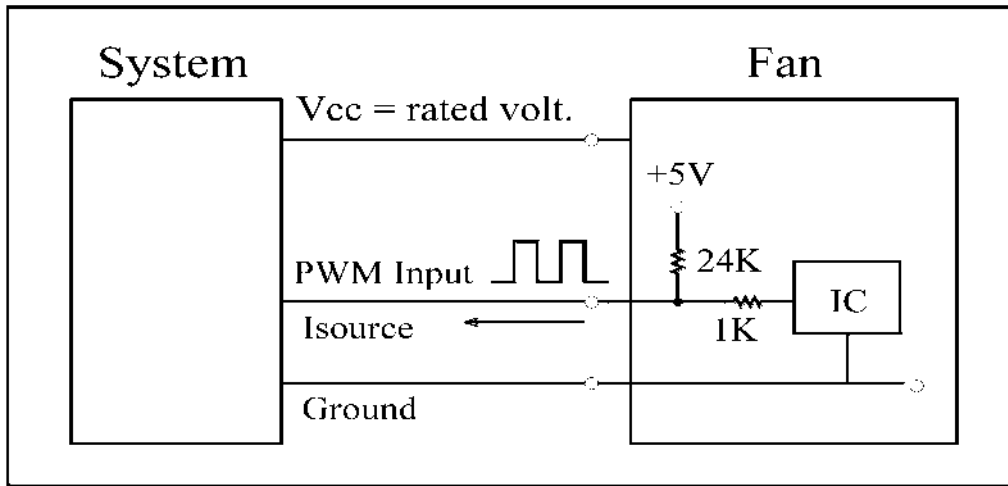 System
Fan
Vcc = rated volt.
+5V
24K
PWM Input
IC
1K
Isource
Ground